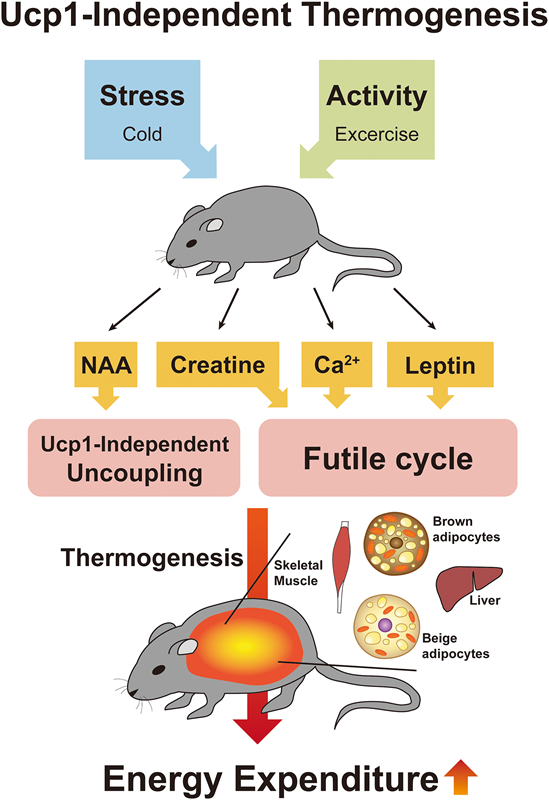 Ucp1-Independent Thermogenesis
Stress
Cold
Activity
Excercise
NAA
Creatine
Ca²⁺
Leptin
Ucp1-Independent
Uncoupling
Futile cycle
Thermogenesis
Skeletal
Muscle
Brown
adipocytes
Liver
Beige
adipocytes
Energy Expenditure